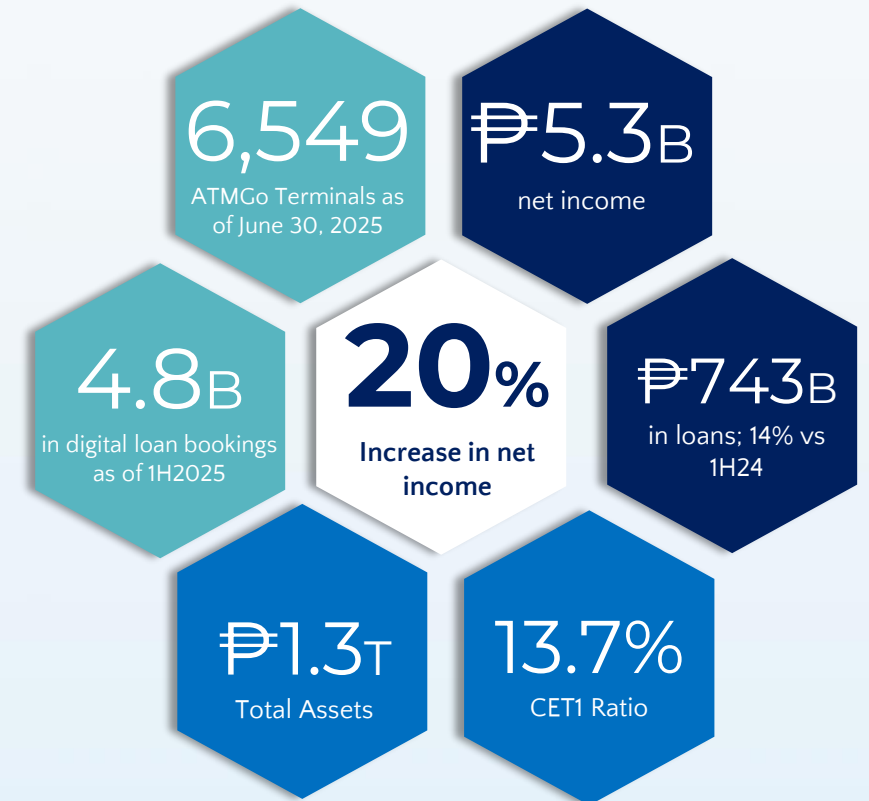 6,549
ATMGo Terminals as
of June 30, 2025
₱5.3B
net income
4.8B
in digital loan bookings
as of 1H2025
20%
Increase in net
income
₱743B
in loans; 14% vs
1H24
₱1.3T
Total Assets
13.7%
CET1 Ratio